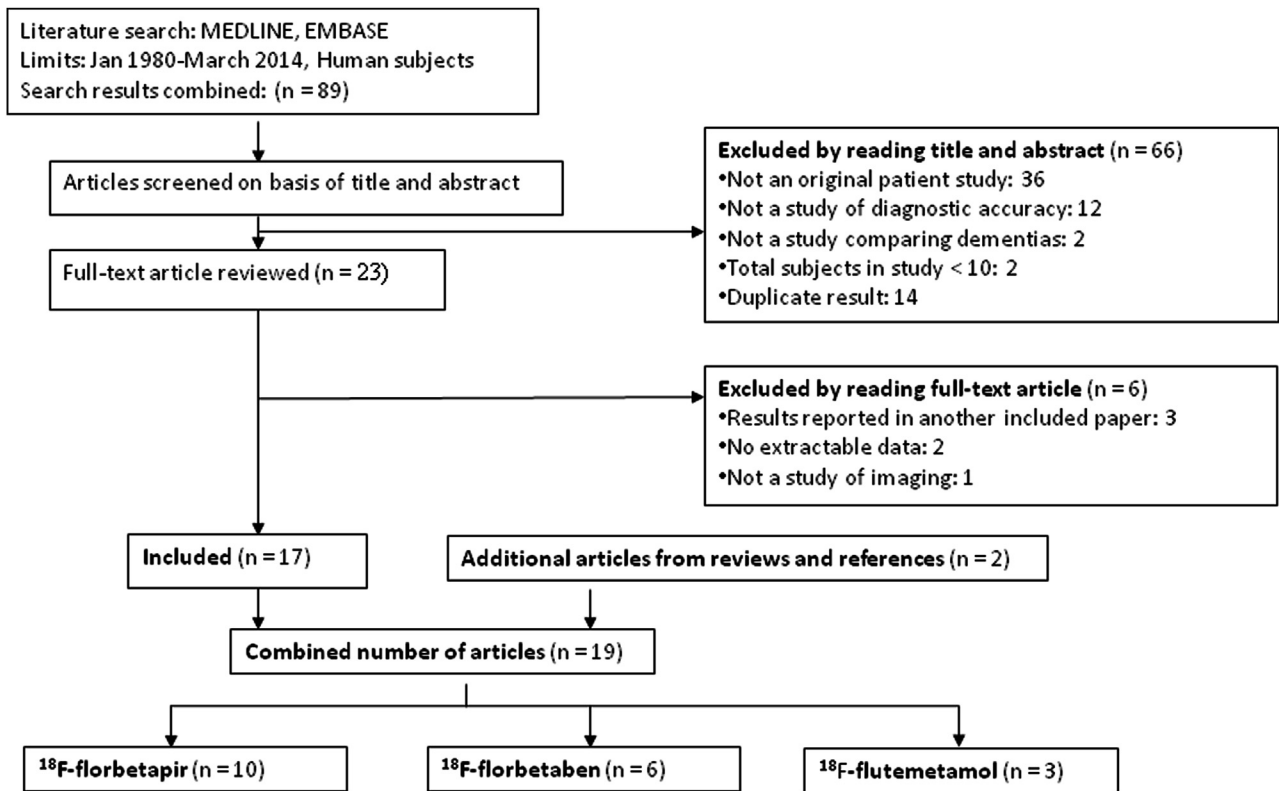 Literature search: MEDLINE, EMBASE
Limits: Jan 1980-March 2014, Human subjects
Search results combined: (n = 89)
Articles screened on basis of title and abstract
Excluded by reading title and abstract (n = 66)
•Not an original patient study: 36
•Not a study of diagnostic accuracy: 12
•Not a study comparing dementias: 2
•Total subjects in study < 10: 2
•Duplicate result: 14
Full-text article reviewed (n = 23)
Excluded by reading full-text article (n = 6)
•Results reported in another included paper: 3
•No extractable data: 2
•Not a study of imaging: 1
Included (n = 17)
Additional articles from reviews and references (n = 2)
Combined number of articles (n = 19)
¹⁸F-florbetapir (n = 10)
¹⁸F-florbetaben (n = 6)
¹⁸F-flutemetamol (n = 3)